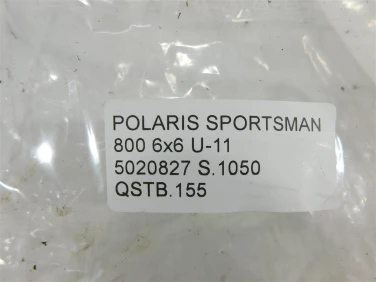 POLARIS SPORTSMAN
800 6x6 U-11
5020827 S.1050
QSTB.155